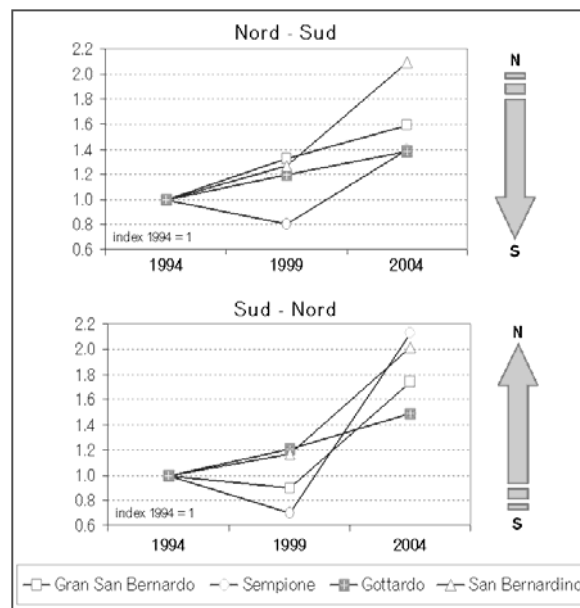 Nord - Sud
2.2
2.0
1.8
1.6
1.4
1.2
1.0
0.8
0.6
index 1994 = 1
1994 1999 2004
N
S
Sud - Nord
2.2
2.0
1.8
1.6
1.4
1.2
1.0
0.8
0.6
index 1994 = 1
1994 1999 2004
N
S
Gran San Bernardo Sempione Gottardo San Bernardino